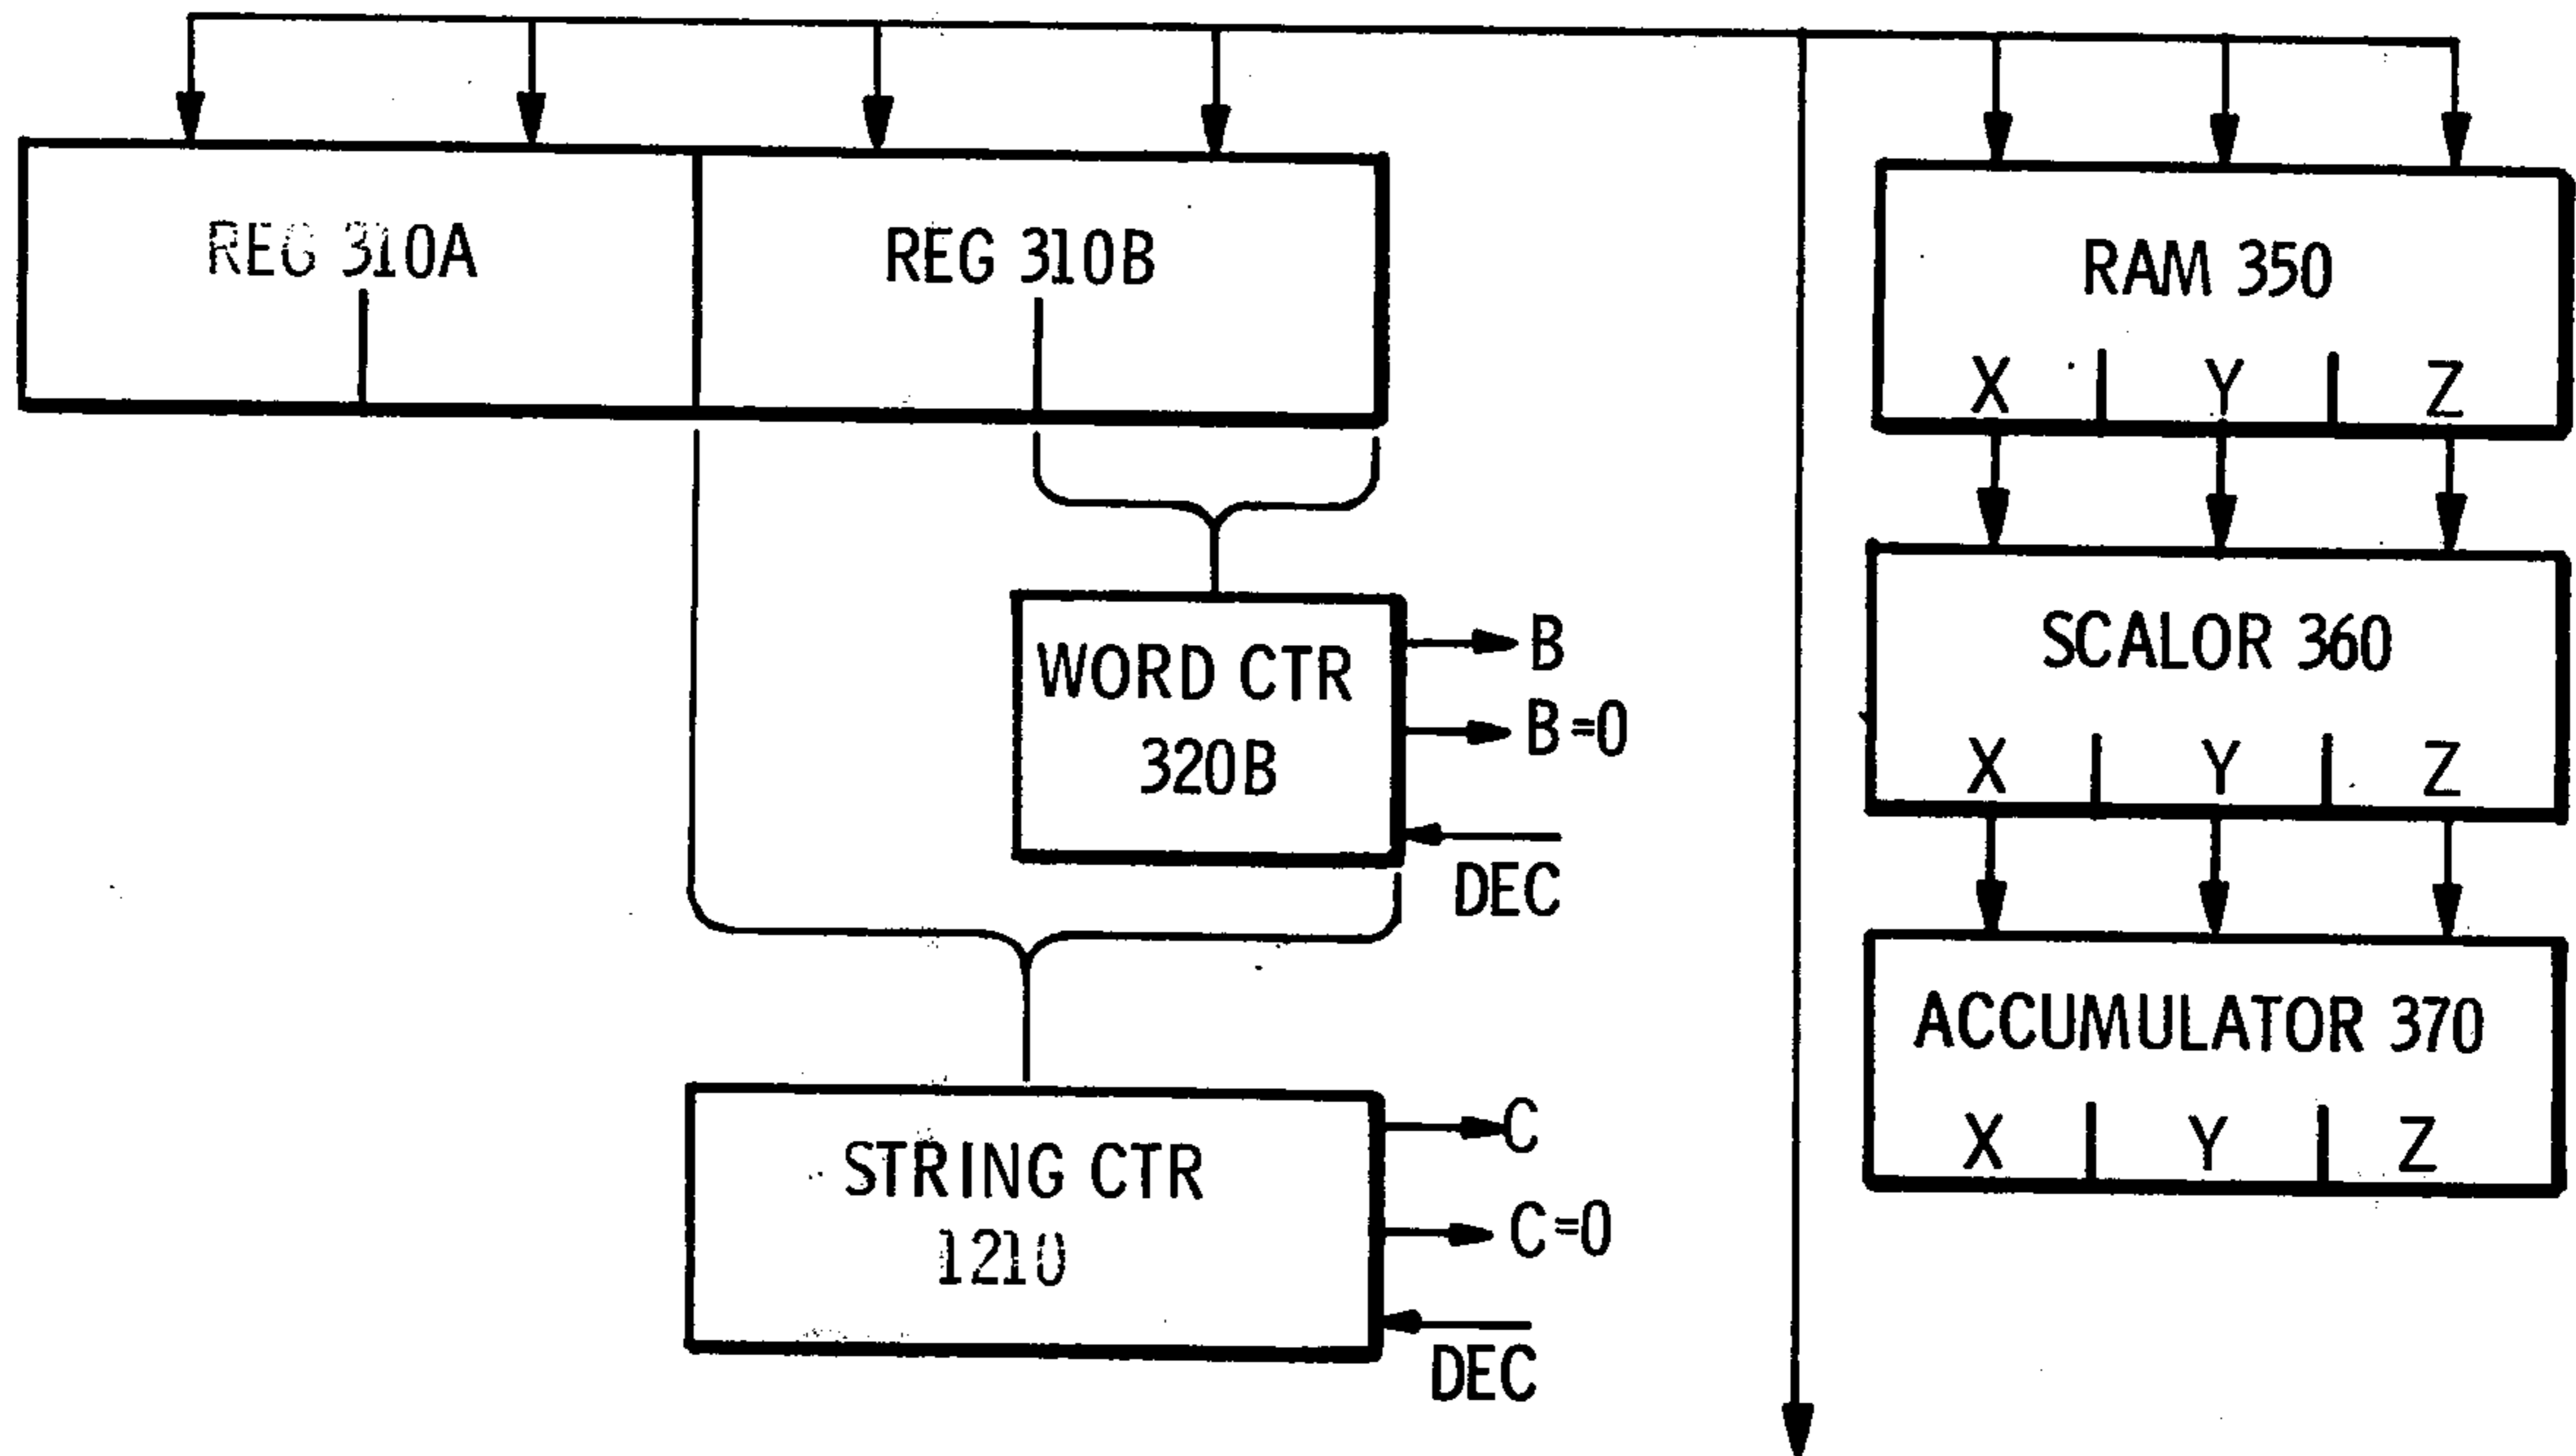 REG 310A
REG 310B
RAM 350
X Y Z
WORD CTR
320B
B
B=0
DEC
SCALOR 360
X Y Z
STRING CTR
1210
C
C=0
DEC
ACCUMULATOR 370
X Y Z